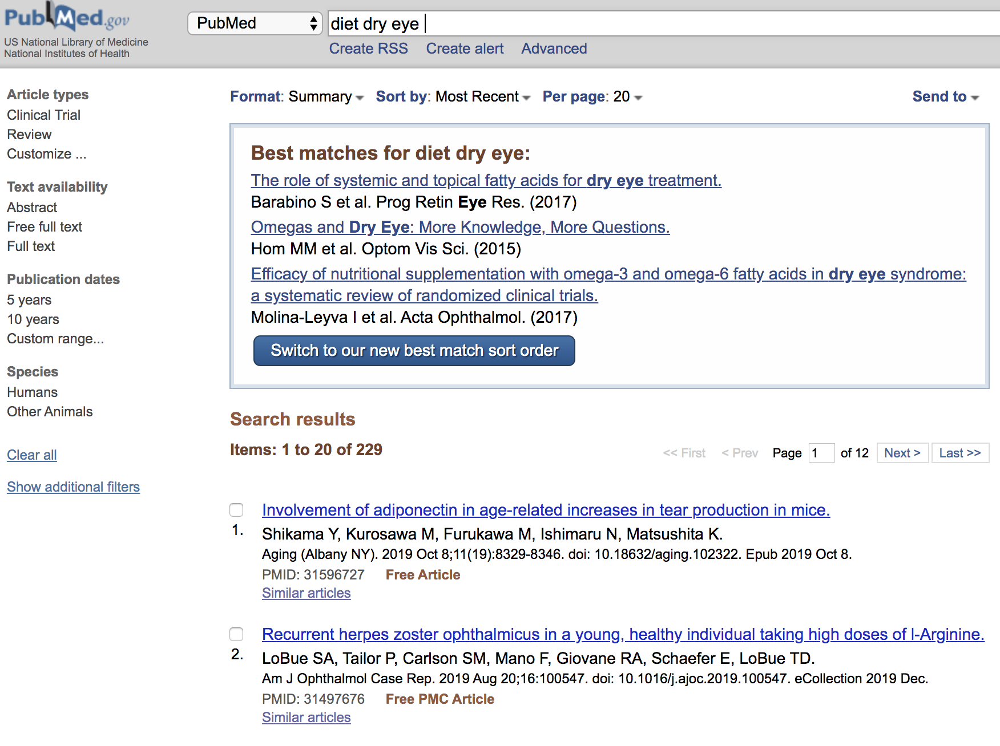 PubMed.gov
US National Library of Medicine
National Institutes of Health
PubMed
diet dry eye
Create RSS Create alert Advanced
Article types
Clinical Trial
Review
Customize ...
Text availability
Abstract
Free full text
Full text
Publication dates
5 years
10 years
Custom range...
Species
Humans
Other Animals
Clear all
Show additional filters
Format: Summary Sort by: Most Recent Per page: 20 Send to
Best matches for diet dry eye:
The role of systemic and topical fatty acids for dry eye treatment.
Barabino S et al. Prog Retin Eye Res. (2017)
Omegas and Dry Eye: More Knowledge, More Questions.
Hom MM et al. Optom Vis Sci. (2015)
Efficacy of nutritional supplementation with omega-3 and omega-6 fatty acids in dry eye syndrome:
a systematic review of randomized clinical trials.
Molina-Leyva I et al. Acta Ophthalmol. (2017)
Switch to our new best match sort order
Search results
Items: 1 to 20 of 229
<< First < Prev Page 1 of 12 Next > Last >>
Involvement of adiponectin in age-related increases in tear production in mice.
1. Shikama Y, Kurosawa M, Furukawa M, Ishimaru N, Matsushita K.
Aging (Albany NY). 2019 Oct 8;11(19):8329-8346. doi: 10.18632/aging.102322. Epub 2019 Oct 8.
PMID: 31596727 Free Article
Similar articles
Recurrent herpes zoster ophthalmicus in a young, healthy individual taking high doses of l-Arginine.
2. LoBue SA, Tailor P, Carlson SM, Mano F, Giovane RA, Schaefer E, LoBue TD.
Am J Ophthalmol Case Rep. 2019 Aug 20;16:100547. doi: 10.1016/j.ajoc.2019.100547. eCollection 2019 Dec.
PMID: 31497676 Free PMC Article
Similar articles